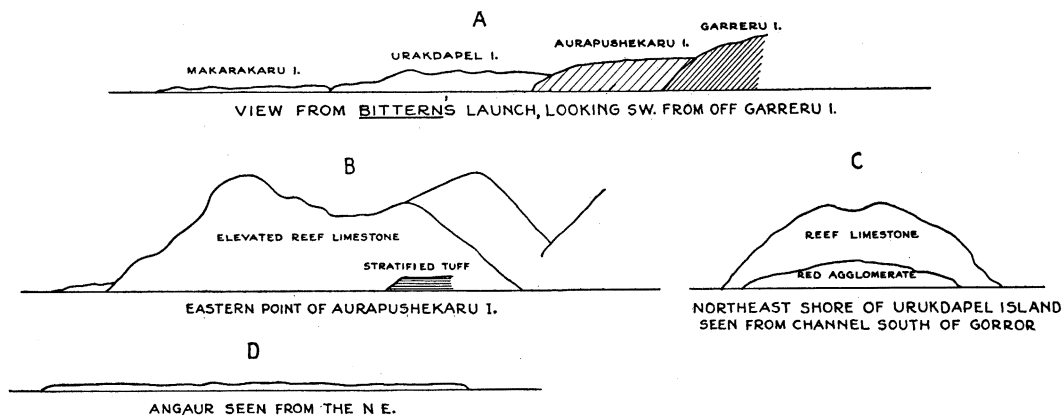 A
GARRERU I.
AURAPUSHEKARU I.
URAKDAPEL I.
MAKARAKARU I.
VIEW FROM BITTERN'S LAUNCH, LOOKING SW. FROM OFF GARRERU I.
B
ELEVATED REEF LIMESTONE
STRATIFIED TUFF
EASTERN POINT OF AURAPUSHEKARU I.
C
REEF LIMESTONE
RED AGGLOMERATE
NORTHEAST SHORE OF URUKDAPEL ISLAND
SEEN FROM CHANNEL SOUTH OF GORROR
D
ANGAUR SEEN FROM THE N E.